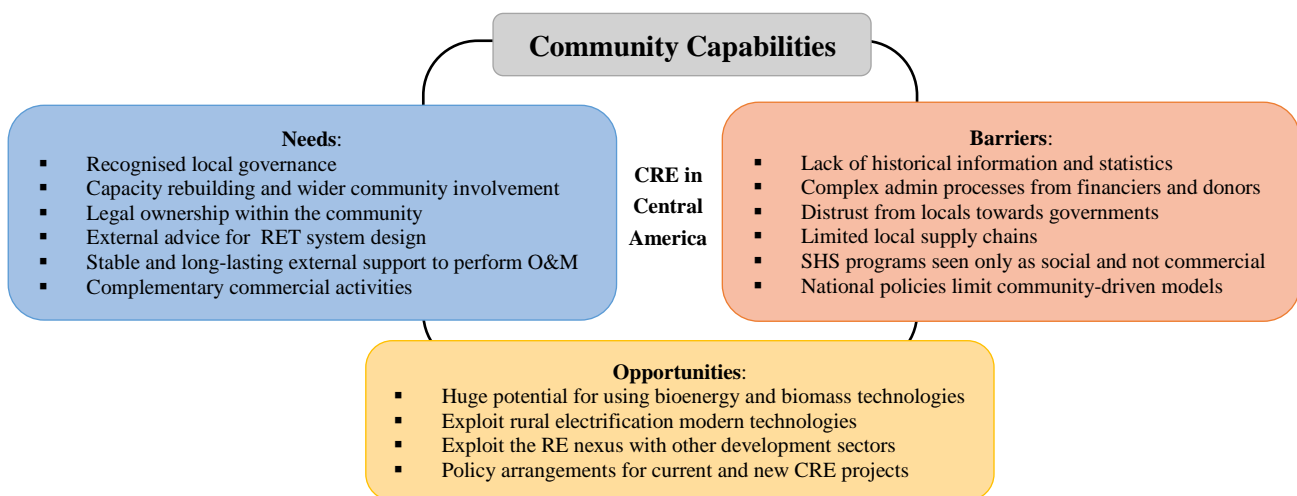 Community Capabilities
Needs:
▪ Recognised local governance
▪ Capacity rebuilding and wider community involvement
▪ Legal ownership within the community
▪ External advice for RET system design
▪ Stable and long-lasting external support to perform O&M
▪ Complementary commercial activities
CRE in
Central
America
Barriers:
▪ Lack of historical information and statistics
▪ Complex admin processes from financiers and donors
▪ Distrust from locals towards governments
▪ Limited local supply chains
▪ SHS programs seen only as social and not commercial
▪ National policies limit community-driven models
Opportunities:
▪ Huge potential for using bioenergy and biomass technologies
▪ Exploit rural electrification modern technologies
▪ Exploit the RE nexus with other development sectors
▪ Policy arrangements for current and new CRE projects